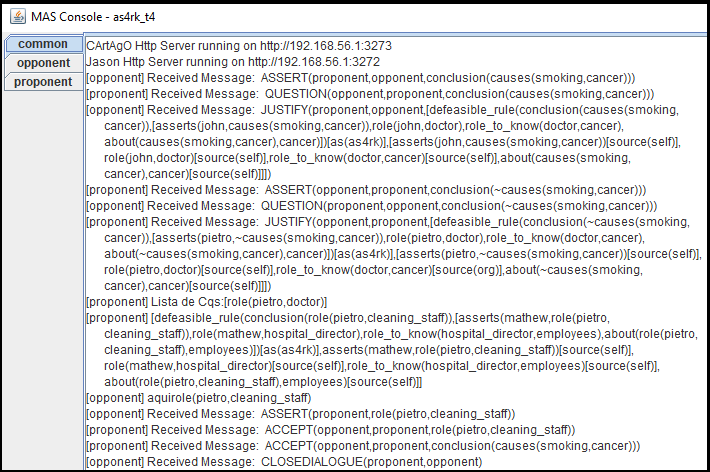 MAS Console - as4rk_t4
common
opponent
proponent
CArtAgO Http Server running on http://192.168.56.1:3273
Jason Http Server running on http://192.168.56.1:3272
[opponent] Received Message:  ASSERT(proponent,opponent,conclusion(causes(smoking,cancer)))
[proponent] Received Message:  QUESTION(opponent,proponent,conclusion(causes(smoking,cancer)))
[opponent] Received Message:  JUSTIFY(proponent,opponent,[defeasible_rule(conclusion(causes(smoking,
cancer)),[asserts(john,causes(smoking,cancer)),role(john,doctor),role_to_know(doctor,cancer),
about(causes(smoking,cancer),cancer)])[as(as4rk)],[asserts(john,causes(smoking,cancer))[source(self)],
role(john,doctor)[source(self)],role_to_know(doctor,cancer)[source(self)],about(causes(smoking,
cancer),cancer)[source(self)]]])
[proponent] Received Message:  ASSERT(opponent,proponent,conclusion(~causes(smoking,cancer)))
[opponent] Received Message:  QUESTION(proponent,opponent,conclusion(~causes(smoking,cancer)))
[proponent] Received Message:  JUSTIFY(opponent,proponent,[defeasible_rule(conclusion(~causes(smoking,
cancer)),[asserts(pietro,~causes(smoking,cancer)),role(pietro,doctor),role_to_know(doctor,cancer),
about(~causes(smoking,cancer),cancer)])[as(as4rk)],[asserts(pietro,~causes(smoking,cancer))[source(self)],
role(pietro,doctor)[source(self)],role_to_know(doctor,cancer)[source(org)],about(~causes(smoking,
cancer),cancer)[source(self)]]])
[proponent] Lista de Cqs:[role(pietro,doctor)]
[proponent] [defeasible_rule(conclusion(role(pietro,cleaning_staff)),[asserts(mathew,role(pietro,
cleaning_staff)),role(mathew,hospital_director),role_to_know(hospital_director,employees),about(role(pietro,
cleaning_staff),employees)])[as(as4rk)],asserts(mathew,role(pietro,cleaning_staff))[source(self)],
role(mathew,hospital_director)[source(self)],role_to_know(hospital_director,employees)[source(self)],
about(role(pietro,cleaning_staff),employees)[source(self)]]
[opponent] aquirole(pietro,cleaning_staff)
[opponent] Received Message:  ASSERT(proponent,role(pietro,cleaning_staff))
[proponent] Received Message:  ACCEPT(opponent,proponent,role(pietro,cleaning_staff))
[proponent] Received Message:  ACCEPT(opponent,proponent,conclusion(causes(smoking,cancer)))
[opponent] Received Message:  CLOSEDIALOGUE(proponent,opponent)